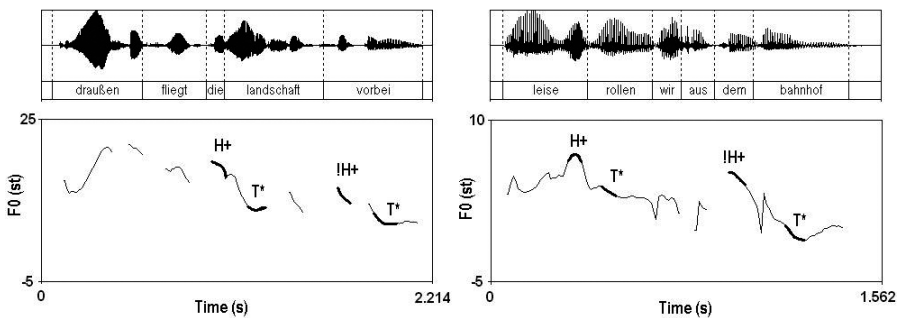 draußen fliegt die landschaft vorbei
25
F0 (st)
H+
T*
!H+
T*
-5
0
Time (s)
2.214
leise rollen wir aus dem bahnhof
10
F0 (st)
H+
T*
!H+
T*
-5
0
Time (s)
1.562